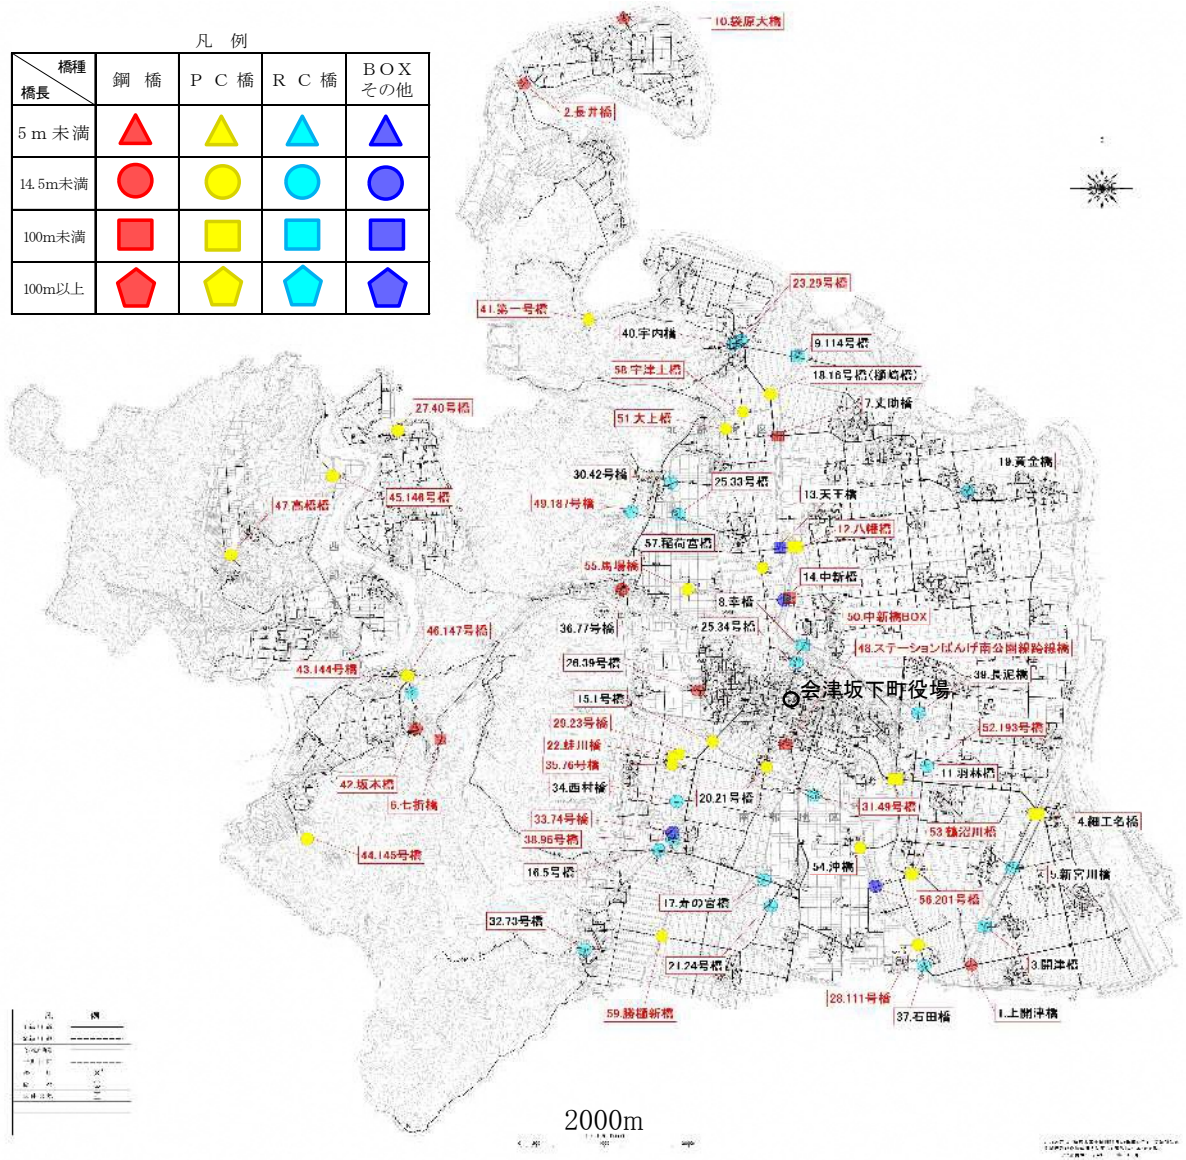 凡 例
橋種
橋長
鋼 橋
P C 橋
R C 橋
BOX
その他
5m未満
14.5m未満
100m未満
100m以上
10.袋原大橋
2.長井橋
23.29号橋
41.第一号橋
40.宇内橋
9.114号橋
58.宇津上橋
18.16号橋(樋崎橋)
7.丈助橋
27.40号橋
51.大上橋
30.42号橋
25.33号橋
19.黄金橋
45.146号橋
47.高橋橋
49.187号橋
13.天王橋
12.八幡橋
57.稲荷宮橋
55.馬場橋
14.中新橋
8.幸橋
50.中新橋BOX
36.77号橋
25.34号橋
46.147号橋
48.ステーションばんげ南公園線跨線橋
26.39号橋
43.144号橋
39.長泥橋
会津坂下町役場
15.1号橋
29.23号橋
52.193号橋
22.蛙川橋
35.76号橋
11.羽林橋
42.坂本橋
34.西村橋
20.21号橋
31.49号橋
6.七折橋
33.74号橋
53.鶴沼川橋
4.細工名橋
38.96号橋
44.145号橋
16.5号橋
54.沖橋
5.新宮川橋
17.舟の宮橋
56.201号橋
32.73号橋
21.24号橋
3.開津橋
28.111号橋
59.勝樋新橋
37.石田橋
1.上開津橋
凡 例
2000m